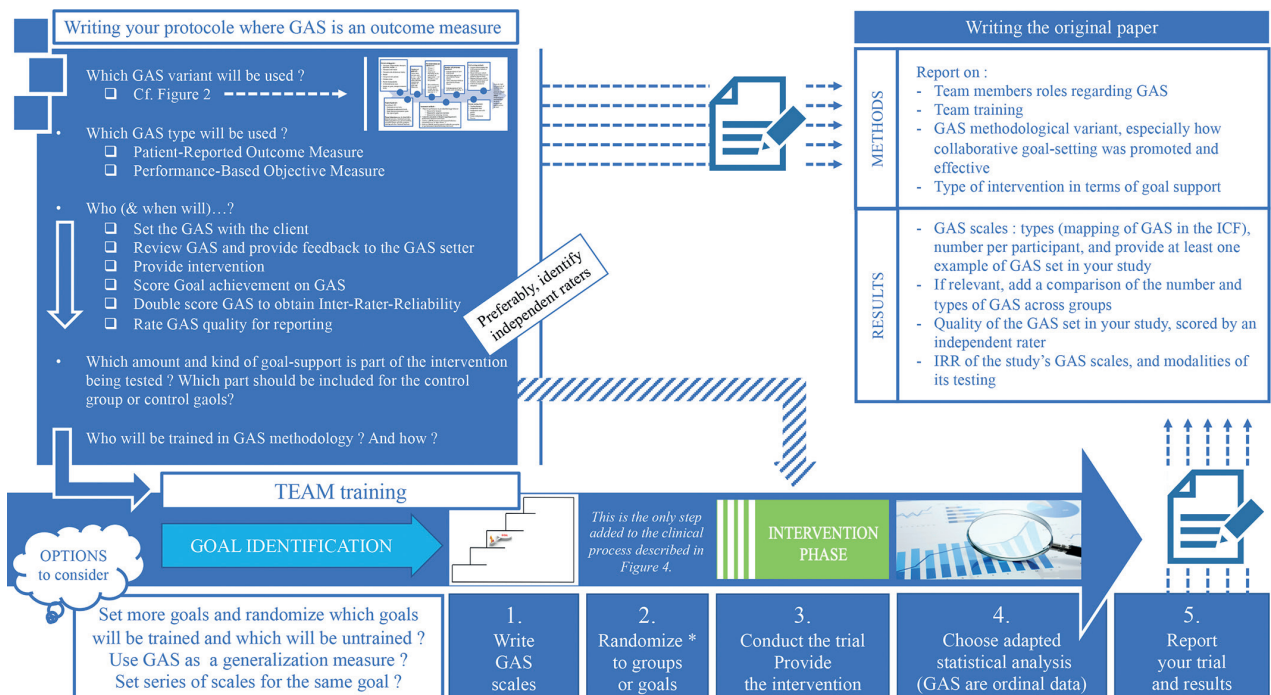 Writing your protocole where GAS is an outcome measure
Which GAS variant will be used ?
❑ Cf. Figure 2
• Which GAS type will be used ?
❑ Patient-Reported Outcome Measure
❑ Performance-Based Objective Measure
• Who (& when will)…?
❑ Set the GAS with the client
❑ Review GAS and provide feedback to the GAS setter
❑ Provide intervention
❑ Score Goal achievement on GAS
❑ Double score GAS to obtain Inter-Rater-Reliability
❑ Rate GAS quality for reporting
Preferably, identify
independent raters
• Which amount and kind of goal-support is part of the intervention
being tested ? Which part should be included for the control
group or control gaols?
Who will be trained in GAS methodology ? And how ?
Writing the original paper
METHODS
Report on :
- Team members roles regarding GAS
- Team training
- GAS methodological variant, especially how
collaborative goal-setting was promoted and
effective
- Type of intervention in terms of goal support
RESULTS
- GAS scales : types (mapping of GAS in the ICF),
number per participant, and provide at least one
example of GAS set in your study
- If relevant, add a comparison of the number and
types of GAS across groups
- Quality of the GAS set in your study, scored by an
independent rater
- IRR of the study's GAS scales, and modalities of
its testing
TEAM training
OPTIONS
to consider
GOAL IDENTIFICATION
This is the only step
added to the clinical
process described in
Figure 4.
INTERVENTION
PHASE
Set more goals and randomize which goals
will be trained and which will be untrained ?
Use GAS as a generalization measure ?
Set series of scales for the same goal ?
1.
Write
GAS
scales
2.
Randomize *
to groups
or goals
3.
Conduct the trial
Provide
the intervention
4.
Choose adapted
statistical analysis
(GAS are ordinal data)
5.
Report
your trial
and results